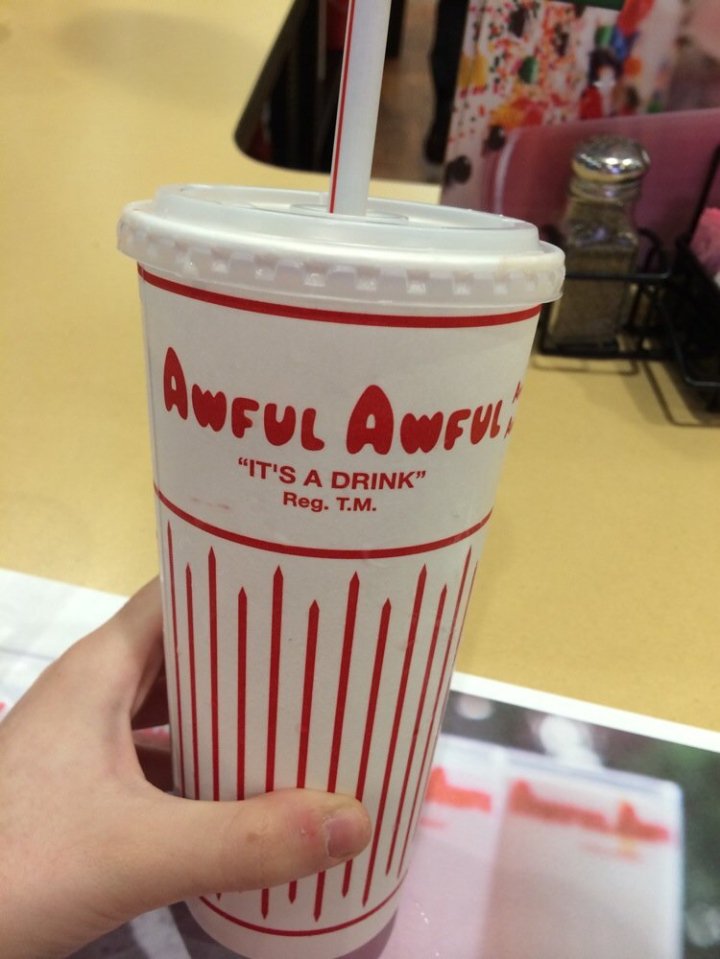 AWFUL AWFUL
"IT'S A DRINK"
Reg. T.M.